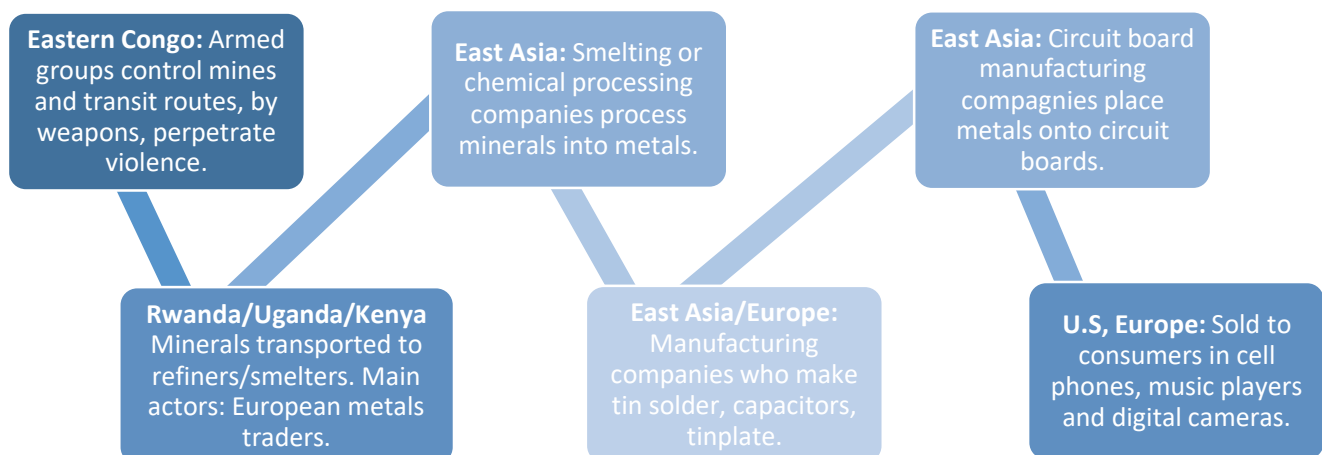 Eastern Congo: Armed
groups control mines
and transit routes, by
weapons, perpetrate
violence.
Rwanda/Uganda/Kenya
Minerals transported to
refiners/smelters. Main
actors: European metals
traders.
East Asia: Smelting or
chemical processing
companies process
minerals into metals.
East Asia/Europe:
Manufacturing
companies who make
tin solder, capacitors,
tinplate.
East Asia: Circuit board
manufacturing
compagnies place
metals onto circuit
boards.
U.S, Europe: Sold to
consumers in cell
phones, music players
and digital cameras.